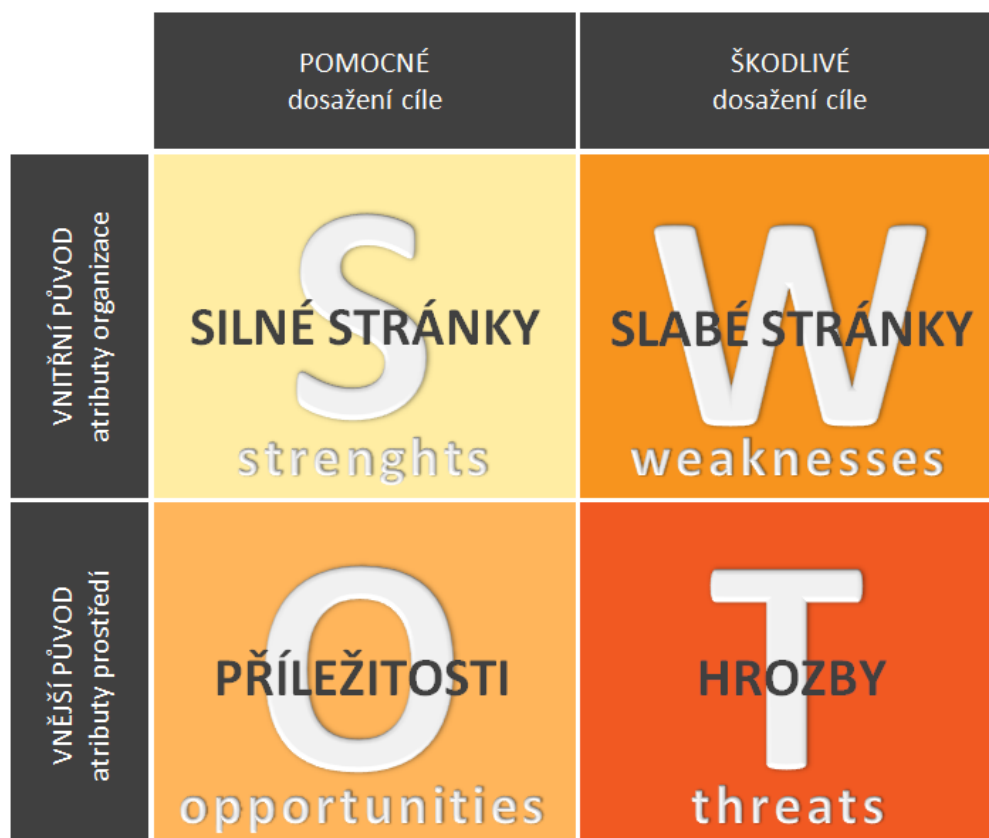 POMOCNÉ
dosažení cíle
ŠKODLIVÉ
dosažení cíle
VNITŘNÍ PŮVOD
atributy organizace
S
SILNÉ STRÁNKY
strenghts
W
SLABÉ STRÁNKY
weaknesses
VNĚJŠÍ PŮVOD
atributy prostředí
O
PŘÍLEŽITOSTI
opportunities
T
HROZBY
threats